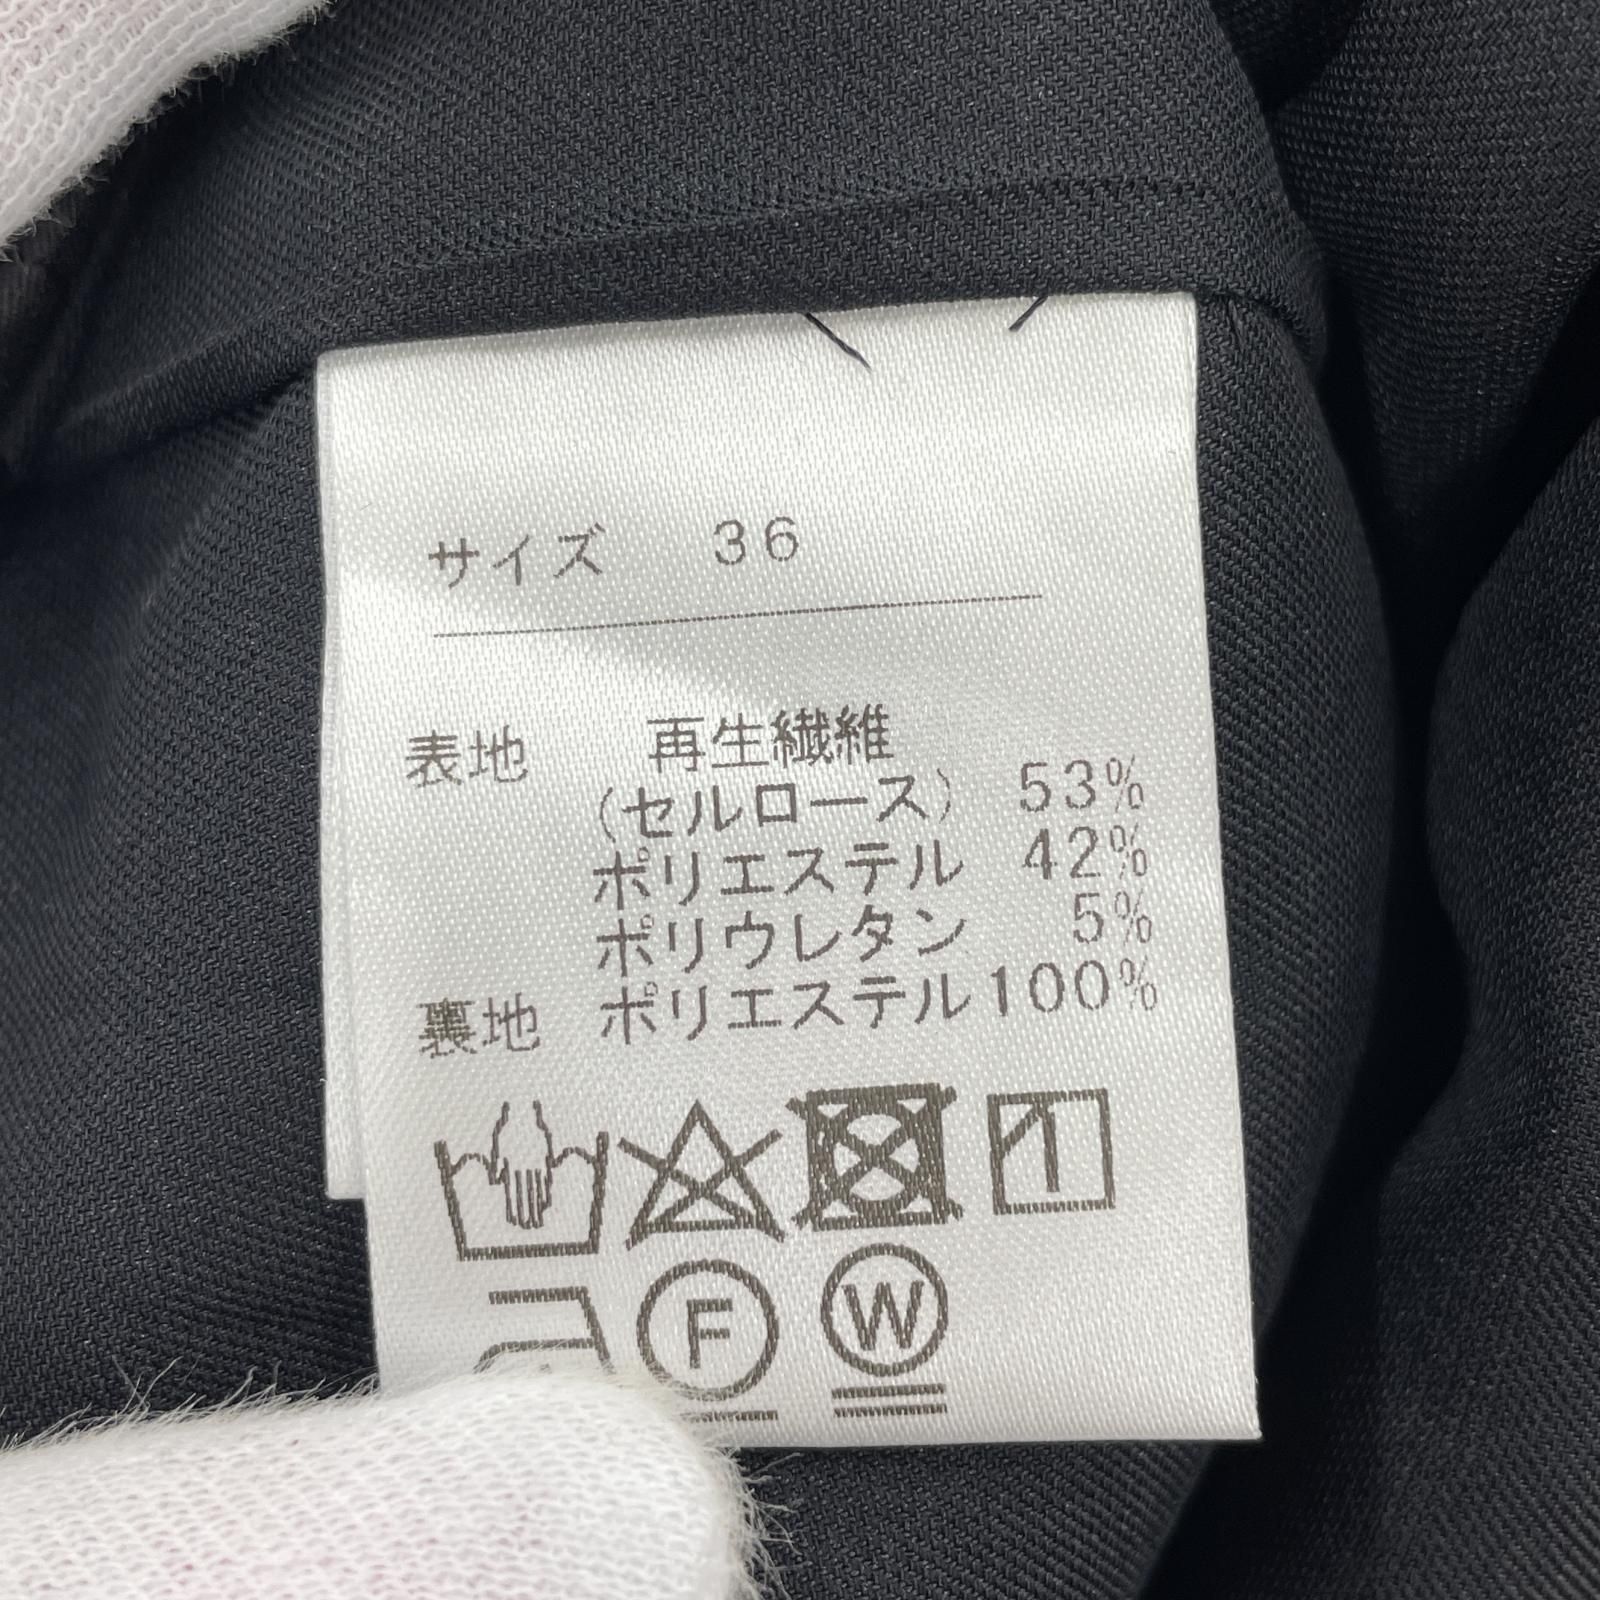 サイズ 36
表地 再生繊維
(セルロース) 53%
ポリエステル 42%
ポリウレタン 5%
裏地 ポリエステル100%
F W